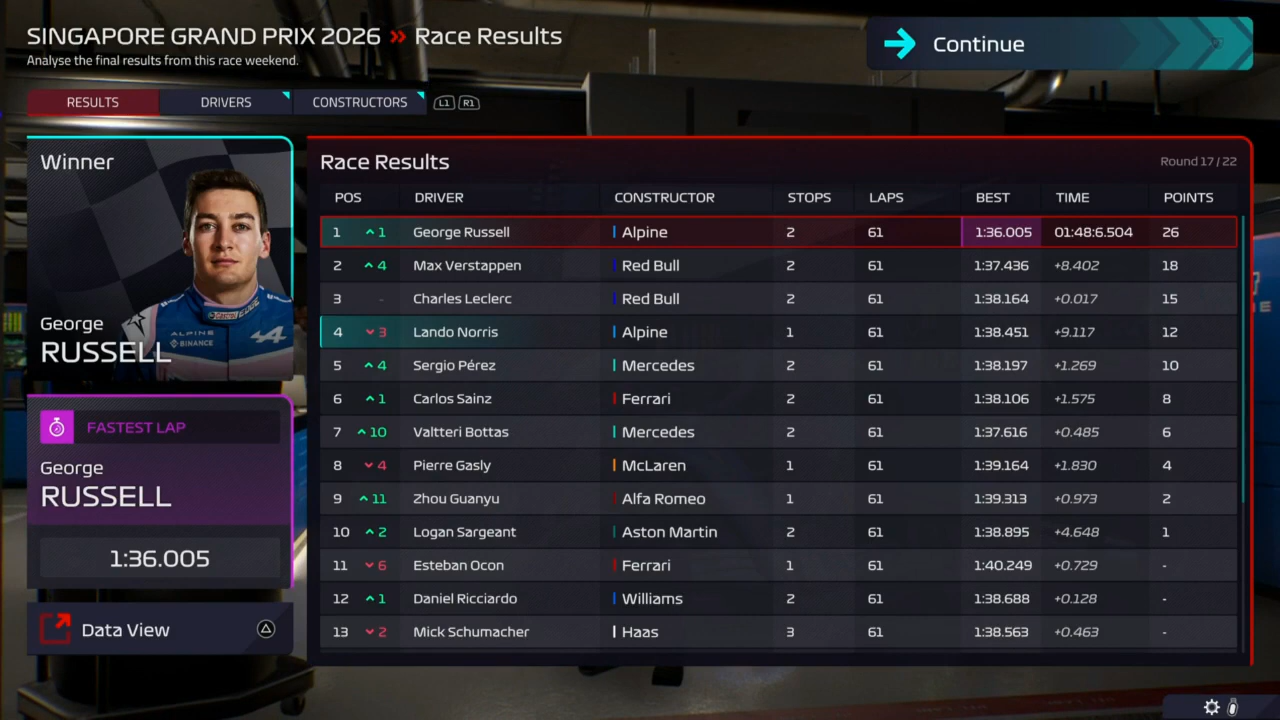 SINGAPORE GRAND PRIX 2026 » Race Results
Analyse the final results from this race weekend.
Continue
RESULTS DRIVERS CONSTRUCTORS L1 R1
Winner
ALPINE
BINANCE
George
RUSSELL
FASTEST LAP
George
RUSSELL
1:36.005
Data View
Race Results Round 17 / 22
POS DRIVER CONSTRUCTOR STOPS LAPS BEST TIME POINTS
1 1 George Russell Alpine 2 61 1:36.005 01:48:6.504 26
2 4 Max Verstappen Red Bull 2 61 1:37.436 +8.402 18
3 - Charles Leclerc Red Bull 2 61 1:38.164 +0.017 15
4 3 Lando Norris Alpine 1 61 1:38.451 +9.117 12
5 4 Sergio Pérez Mercedes 2 61 1:38.197 +1.269 10
6 1 Carlos Sainz Ferrari 2 61 1:38.106 +1.575 8
7 10 Valtteri Bottas Mercedes 2 61 1:37.616 +0.485 6
8 4 Pierre Gasly McLaren 1 61 1:39.164 +1.830 4
9 11 Zhou Guanyu Alfa Romeo 1 61 1:39.313 +0.973 2
10 2 Logan Sargeant Aston Martin 2 61 1:38.895 +4.648 1
11 6 Esteban Ocon Ferrari 1 61 1:40.249 +0.729 -
12 1 Daniel Ricciardo Williams 2 61 1:38.688 +0.128 -
13 2 Mick Schumacher Haas 3 61 1:38.563 +0.463 -